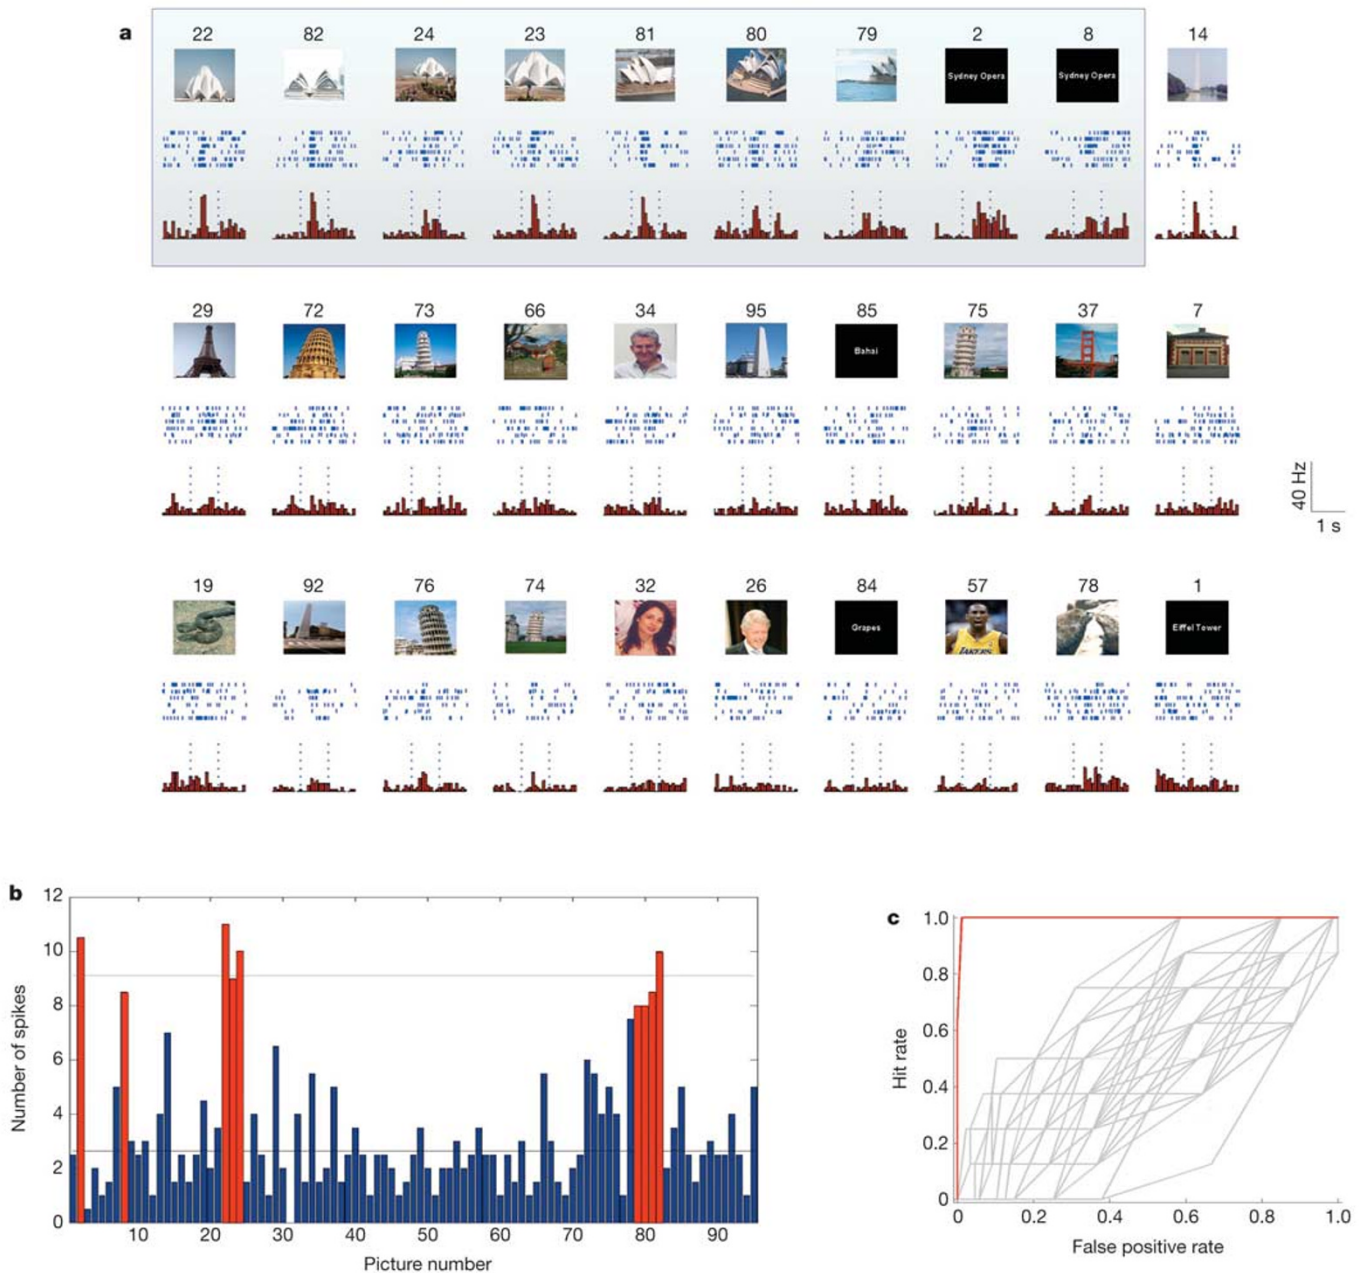 a
22 82 24 23 81 80 79 2 8 14
Sydney Opera Sydney Opera
29 72 73 66 34 95 85 75 37 7
Bahai
40 Hz
1 s
19 92 76 74 32 26 84 57 78 1
Grapes LAKERS Eiffel Tower
b
12
10
8
6
4
2
0
Number of spikes
10 20 30 40 50 60 70 80 90
Picture number
c
1.0
0.8
0.6
0.4
0.2
0
Hit rate
0 0.2 0.4 0.6 0.8 1.0
False positive rate